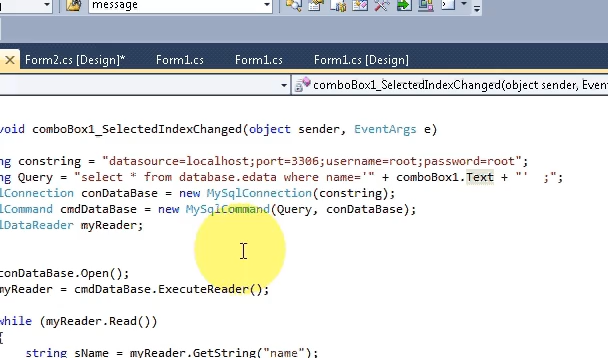 message
Form2.cs [Design]* Form1.cs Form1.cs Form1.cs [Design]
comboBox1_SelectedIndexChanged(object sender, Even
void comboBox1_SelectedIndexChanged(object sender, EventArgs e)
ng constring = "datasource=localhost;port=3306;username=root;password=root";
ng Query = "select * from database.edata where name='" + comboBox1.Text + "'  ;";
lConnection conDataBase = new MySqlConnection(constring);
lCommand cmdDataBase = new MySqlCommand(Query, conDataBase);
lDataReader myReader;
conDataBase.Open();
myReader = cmdDataBase.ExecuteReader();
while (myReader.Read())
{
string sName = myReader.GetString("name");